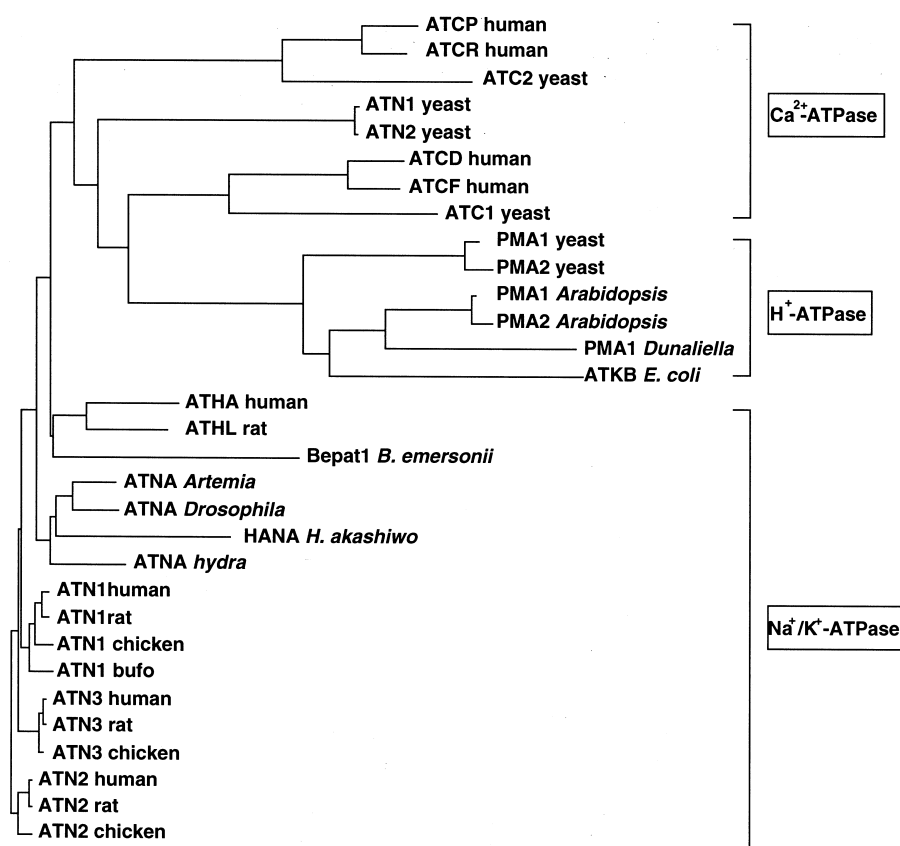 ATCP human
ATCR human
ATC2 yeast
ATN1 yeast
ATN2 yeast
ATCD human
ATCF human
ATC1 yeast
Ca2+-ATPase
PMA1 yeast
PMA2 yeast
PMA1 Arabidopsis
PMA2 Arabidopsis
PMA1 Dunaliella
ATKB E. coli
H+-ATPase
ATHA human
ATHL rat
Bepat1 B. emersonii
ATNA Artemia
ATNA Drosophila
HANA H. akashiwo
ATNA hydra
ATN1human
ATN1rat
ATN1 chicken
ATN1 bufo
ATN3 human
ATN3 rat
ATN3 chicken
ATN2 human
ATN2 rat
ATN2 chicken
Na+/K+-ATPase